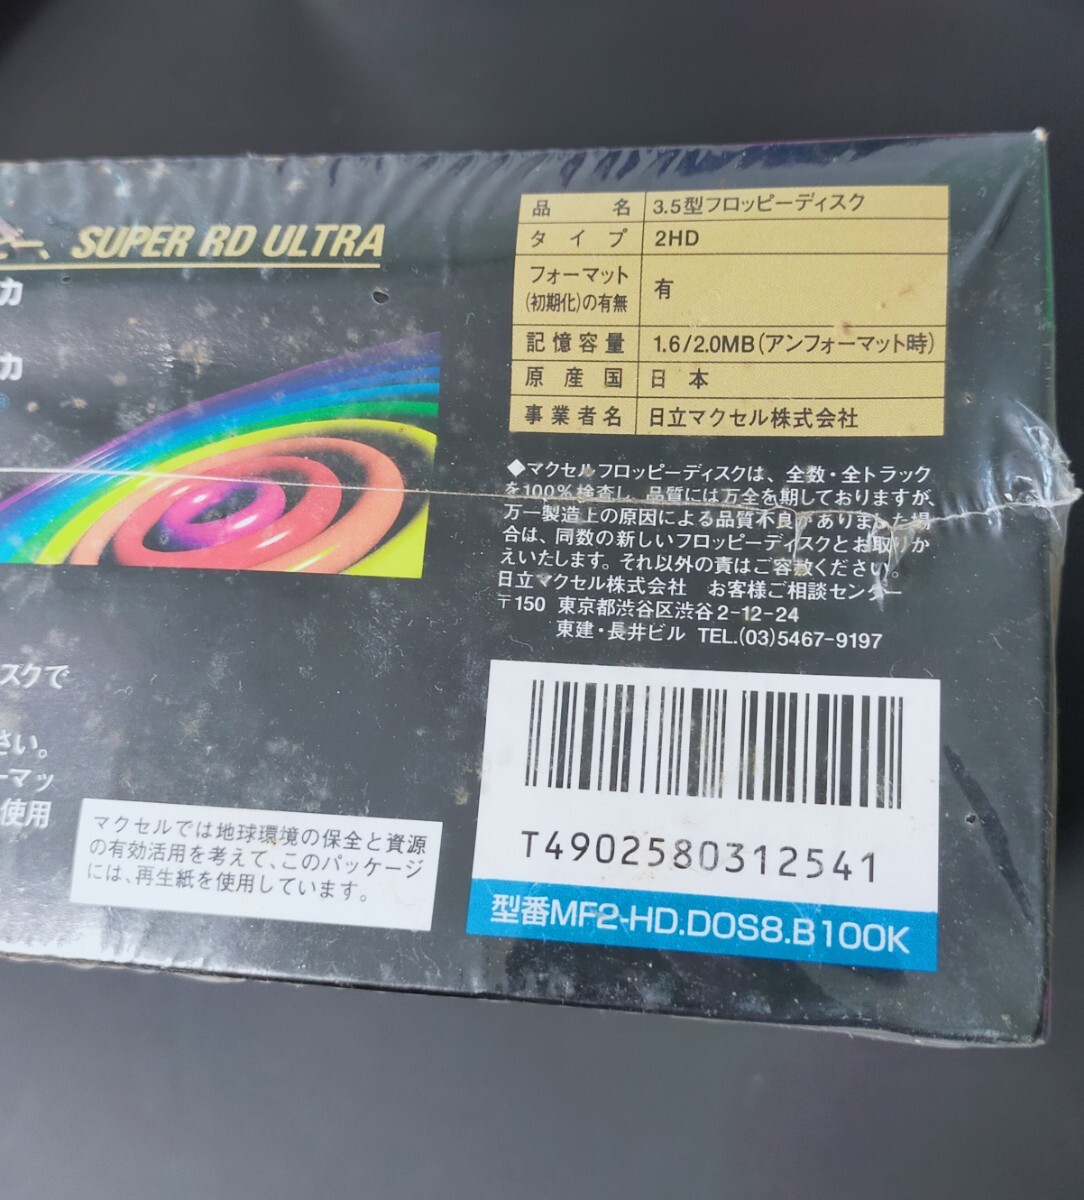 ピー、SUPER RD ULTRA
力
力
®
品名 3.5型フロッピーディスク
タイプ 2HD
フォーマット
(初期化)の有無 有
記憶容量 1.6/2.0MB(アンフォーマット時)
原産国 日本
事業者名 日立マクセル株式会社
◆マクセルフロッピーディスクは、全数・全トラック
を100%検査し、品質には万全を期しておりますが、
万一製造上の原因による品質不良がありました場
合は、同数の新しいフロッピーディスクとお取りか
えいたします。それ以外の責はご容赦ください。
日立マクセル株式会社 お客様ご相談センター
〒150 東京都渋谷区渋谷2-12-24
東建・長井ビル TEL.(03)5467-9197
スクで
さい。
ーマッ
使用
マクセルでは地球環境の保全と資源
の有効活用を考えて、このパッケージ
には、再生紙を使用しています。
T4902580312541
型番MF2-HD.DOS8.B100K